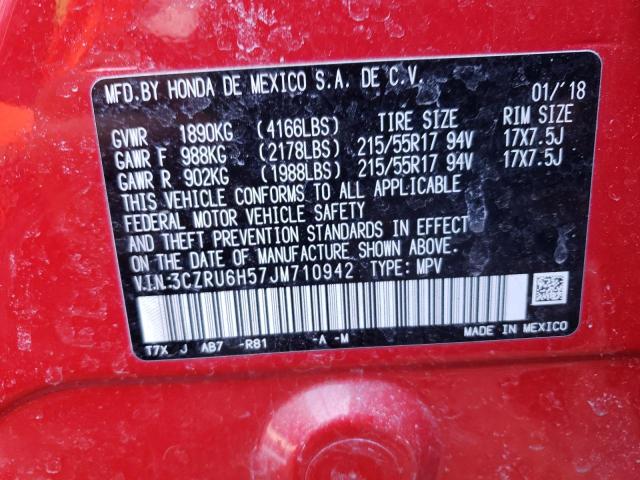 MFD.BY HONDA DE MEXICO S.A. DE C.V. 01/'18
GVWR 1890KG (4166LBS) TIRE SIZE RIM SIZE
GAWR F 988KG (2178LBS) 215/55R17 94V 17X7.5J
GAWR R 902KG (1988LBS) 215/55R17 94V 17X7.5J
THIS VEHICLE CONFORMS TO ALL APPLICABLE
FEDERAL MOTOR VEHICLE SAFETY
AND THEFT PREVENTION STANDARDS IN EFFECT
ON THE DATE OF MANUFACTURE SHOWN ABOVE.
V.I.N:3CZRU6H57JM710942 TYPE: MPV
T7X J AB7 -R81 -A -M MADE IN MEXICO